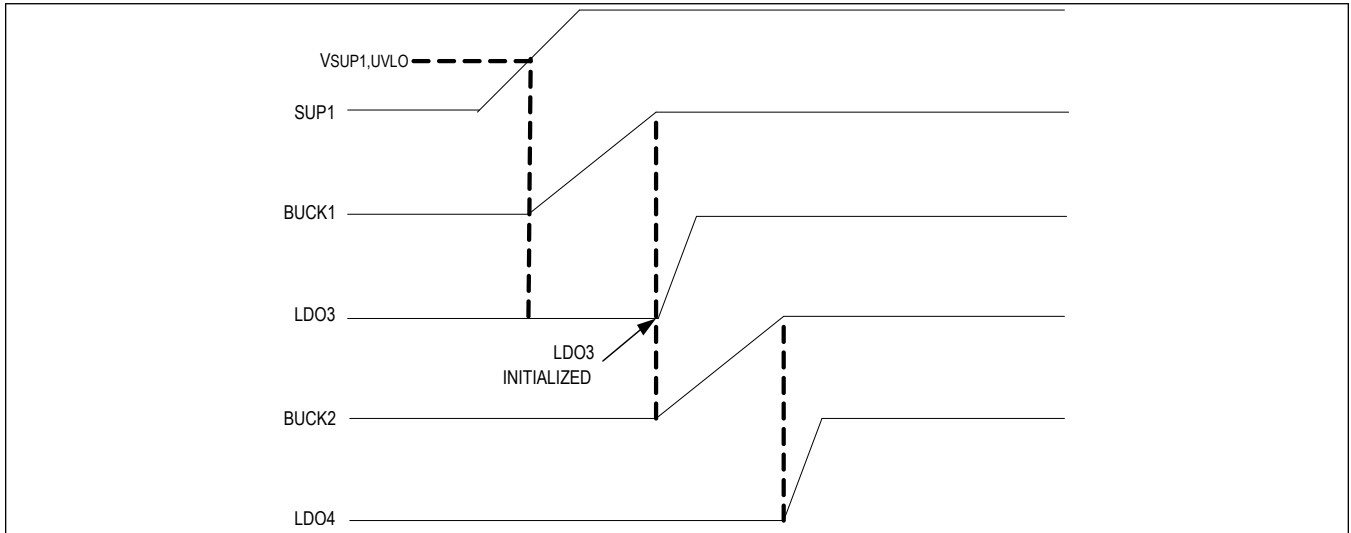 VSUP1,UVLO
SUP1
BUCK1
LDO3
LDO3
INITIALIZED
BUCK2
LDO4